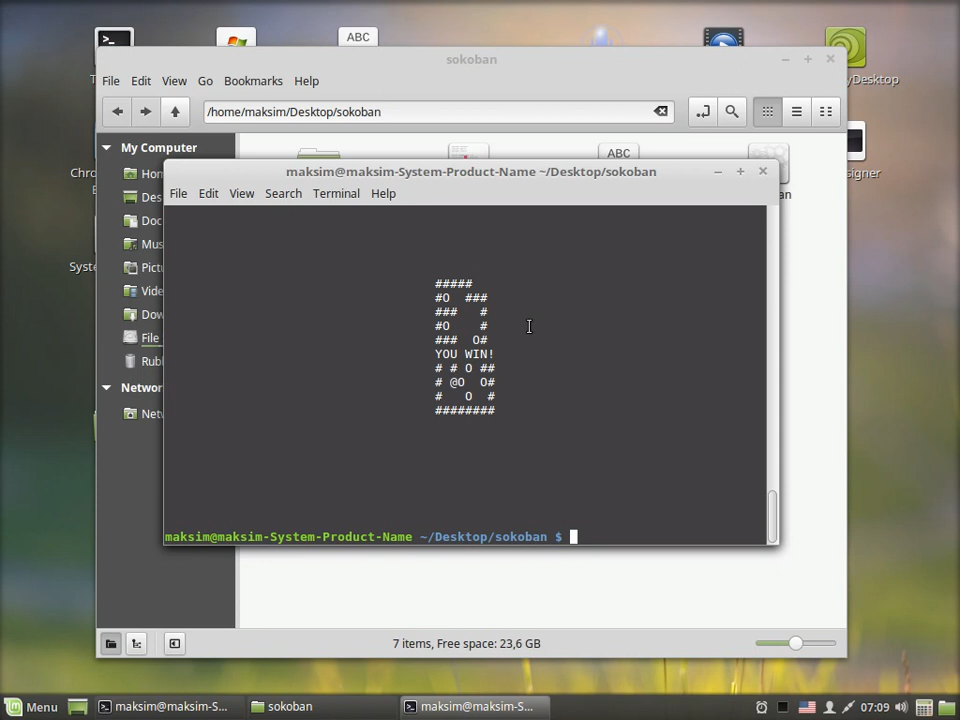 ABC
sokoban
File Edit View Go Bookmarks Help
/home/maksim/Desktop/sokoban
My Computer
ABC
maksim@maksim-System-Product-Name ~/Desktop/sokoban
File Edit View Search Terminal Help
#####
#O  ###
###   #
#O    #
###  O#
YOU WIN!
# # O ##
# @O  O#
#   O  #
########
maksim@maksim-System-Product-Name ~/Desktop/sokoban $
File
7 items, Free space: 23,6 GB
Menu
maksim@maksim-S...
sokoban
maksim@maksim-S...
07:09